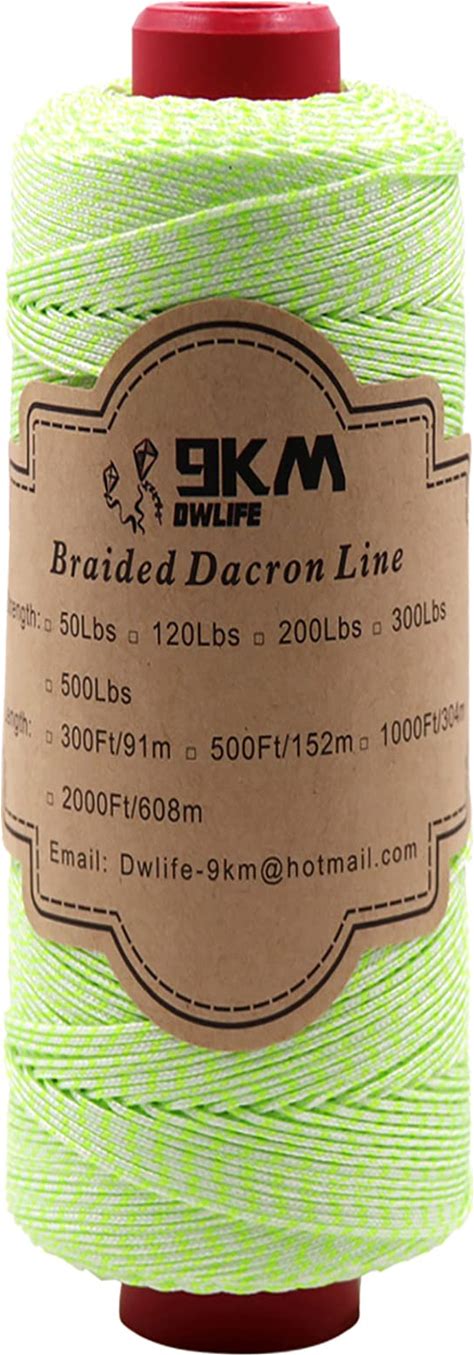 9KM
DWLIFE
Braided Dacron Line
50Lbs 120Lbs 200Lbs 300Lbs
500Lbs
300Ft/91m 500Ft/152m 1000Ft/304m
2000Ft/608m
Email: Dwlife-9km@hotmail.com